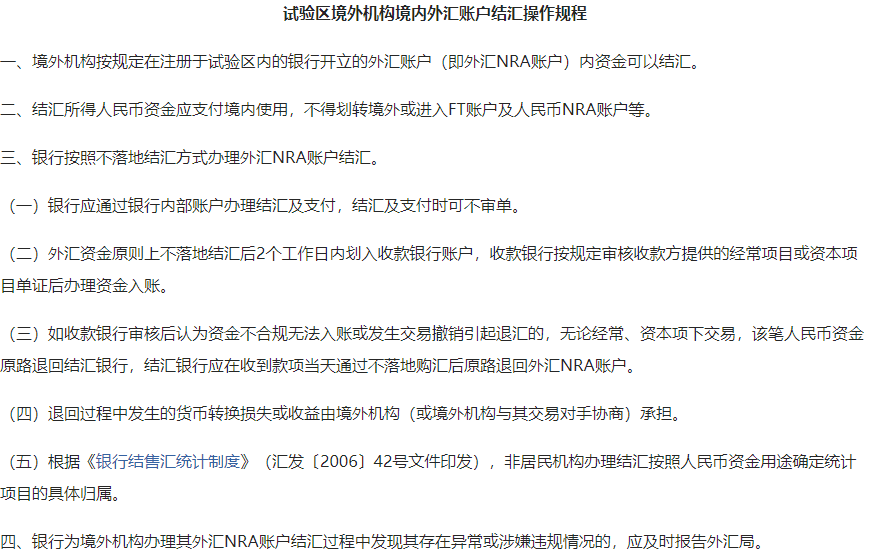 试验区境外机构境内外汇账户结汇操作规程
一、境外机构按规定在注册于试验区内的银行开立的外汇账户（即外汇NRA账户）内资金可以结汇。
二、结汇所得人民币资金应支付境内使用，不得划转境外或进入FT账户及人民币NRA账户等。
三、银行按照不落地结汇方式办理外汇NRA账户结汇。
（一）银行应通过银行内部账户办理结汇及支付，结汇及支付时可不审单。
（二）外汇资金原则上不落地结汇后2个工作日内划入收款银行账户，收款银行按规定审核收款方提供的经常项目或资本项
目单证后办理资金入账。
（三）如收款银行审核后认为资金不合规无法入账或发生交易撤销引起退汇的，无论经常、资本项下交易，该笔人民币资金
原路退回结汇银行，结汇银行应在收到款项当天通过不落地购汇后原路退回外汇NRA账户。
（四）退回过程中发生的货币转换损失或收益由境外机构（或境外机构与其交易对手协商）承担。
（五）根据《银行结售汇统计制度》（汇发〔2006〕42号文件印发），非居民机构办理结汇按照人民币资金用途确定统计
项目的具体归属。
四、银行为境外机构办理其外汇NRA账户结汇过程中发现其存在异常或涉嫌违规情况的，应及时报告外汇局。